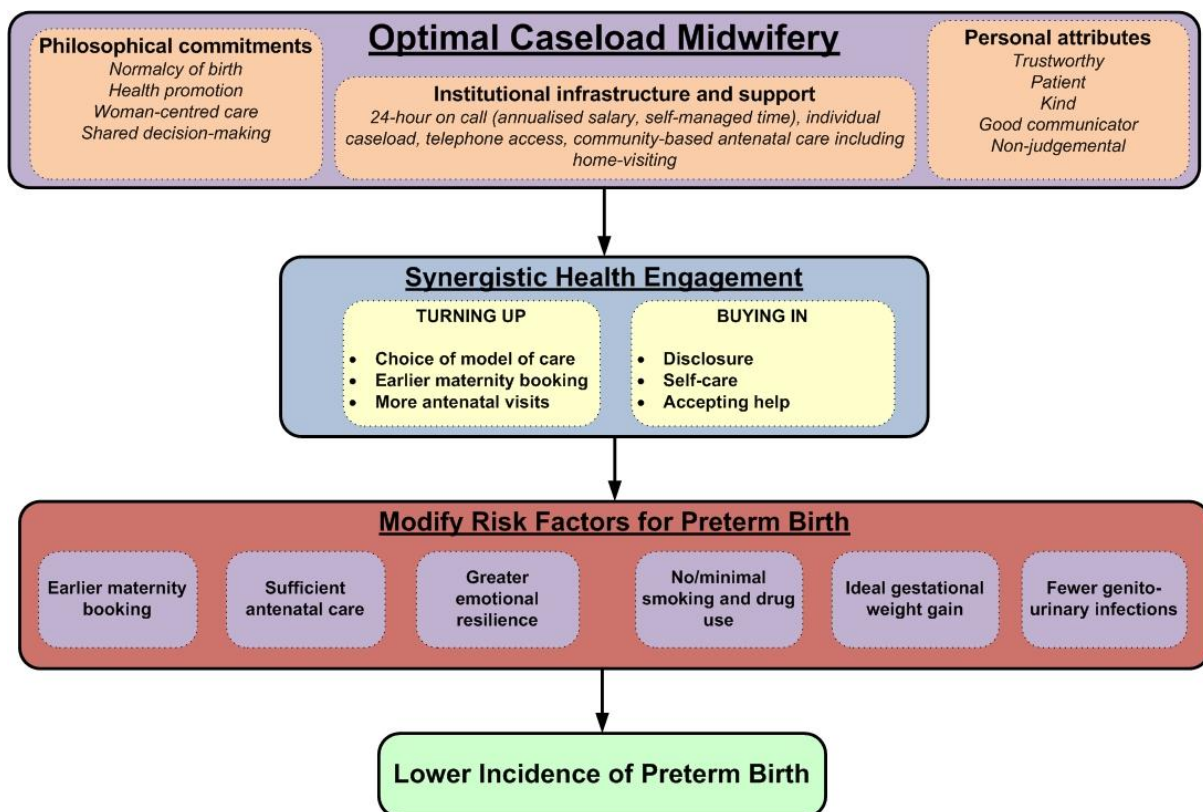 Optimal Caseload Midwifery
Philosophical commitments
Normalcy of birth
Health promotion
Woman-centred care
Shared decision-making
Institutional infrastructure and support
24-hour on call (annualised salary, self-managed time), individual
caseload, telephone access, community-based antenatal care including
home-visiting
Personal attributes
Trustworthy
Patient
Kind
Good communicator
Non-judgemental
Synergistic Health Engagement
TURNING UP
• Choice of model of care
• Earlier maternity booking
• More antenatal visits
BUYING IN
• Disclosure
• Self-care
• Accepting help
Modify Risk Factors for Preterm Birth
Earlier maternity
booking
Sufficient
antenatal care
Greater
emotional
resilience
No/minimal
smoking and drug
use
Ideal gestational
weight gain
Fewer genito-
urinary infections
Lower Incidence of Preterm Birth